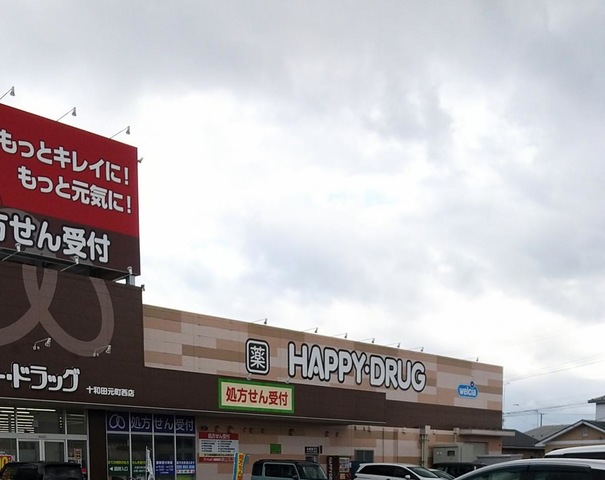 もっとキレイに!
もっと元気に!
方せん受付
ー・ドラッグ
十和田元町西店
薬 HAPPY・DRUG
welcia
処方せん受付
処方せん受付